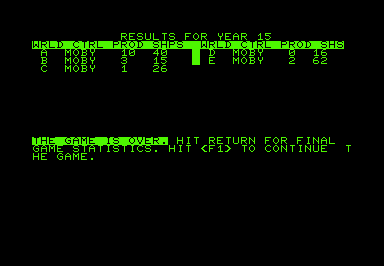 RESULTS FOR YEAR 15
WRLD CTRL PROD SHPS WRLD CTRL PROD SHS
A MOBY 10 40 D MOBY 0 16
B MOBY 3 15 E MOBY 2 62
C MOBY 1 26
THE GAME IS OVER. HIT RETURN FOR FINAL
GAME STATISTICS. HIT <F1> TO CONTINUE T
HE GAME.